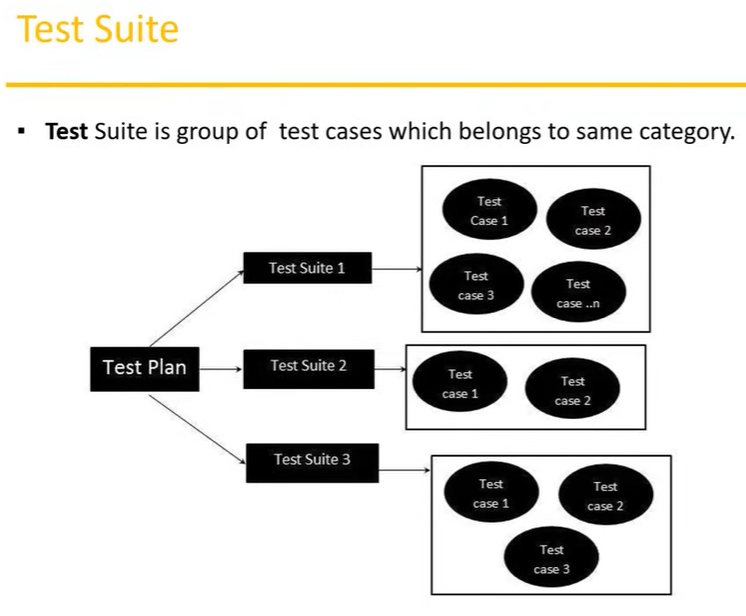 Test Suite
▪ Test Suite is group of test cases which belongs to same category.
Test
Case 1
Test
case 2
Test Suite 1
Test
case 3
Test
case ..n
Test Plan
Test Suite 2
Test
case 1
Test
case 2
Test Suite 3
Test
case 1
Test
case 2
Test
case 3